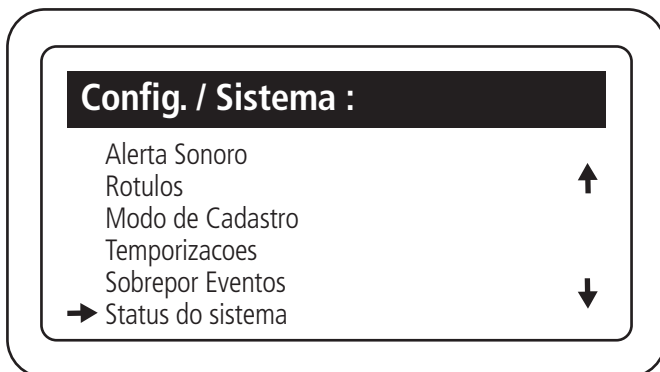 Config. / Sistema :
Alerta Sonoro
Rotulos
Modo de Cadastro
Temporizacoes
Sobrepor Eventos
Status do sistema